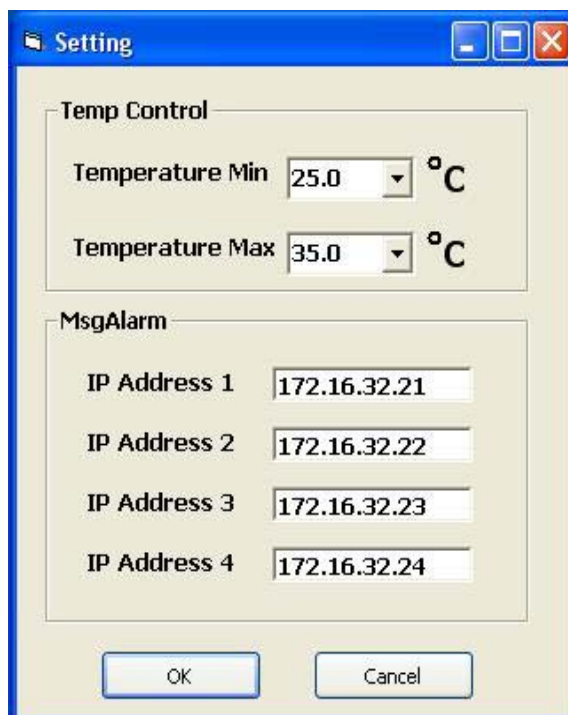 Setting
Temp Control
Temperature Min 25.0 °C
Temperature Max 35.0 °C
MsgAlarm
IP Address 1 172.16.32.21
IP Address 2 172.16.32.22
IP Address 3 172.16.32.23
IP Address 4 172.16.32.24
OK Cancel